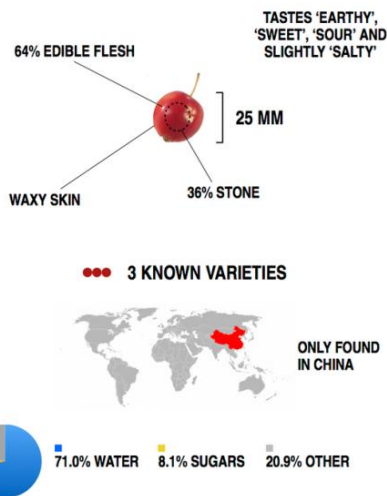 TASTES ‘EARTHY’,
‘SWEET’, ‘SOUR’ AND
SLIGHTLY ‘SALTY’
64% EDIBLE FLESH
25 MM
WAXY SKIN
36% STONE
3 KNOWN VARIETIES
ONLY FOUND
IN CHINA
71.0% WATER 8.1% SUGARS 20.9% OTHER